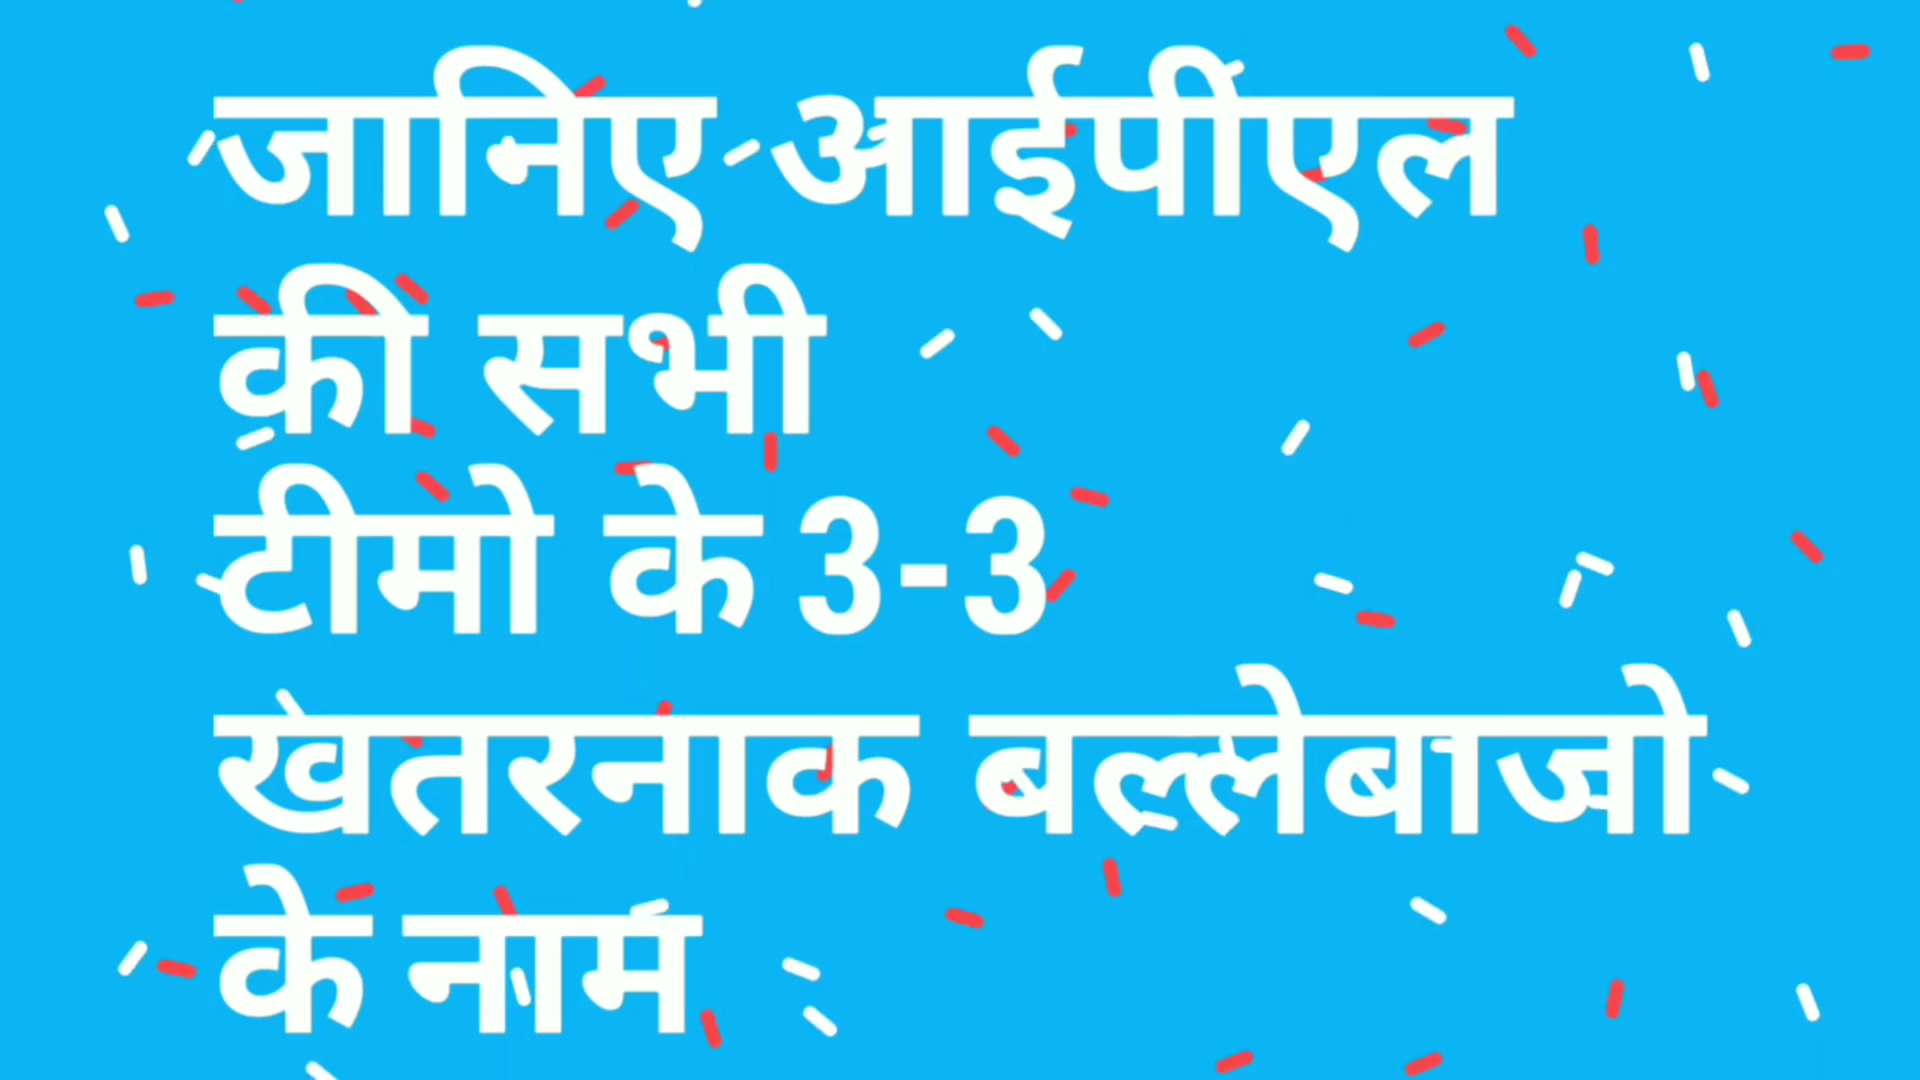 जानिए आईपीएल
की सभी
टीमो के 3-3
खतरनाक बल्लेबाजो
के नाम